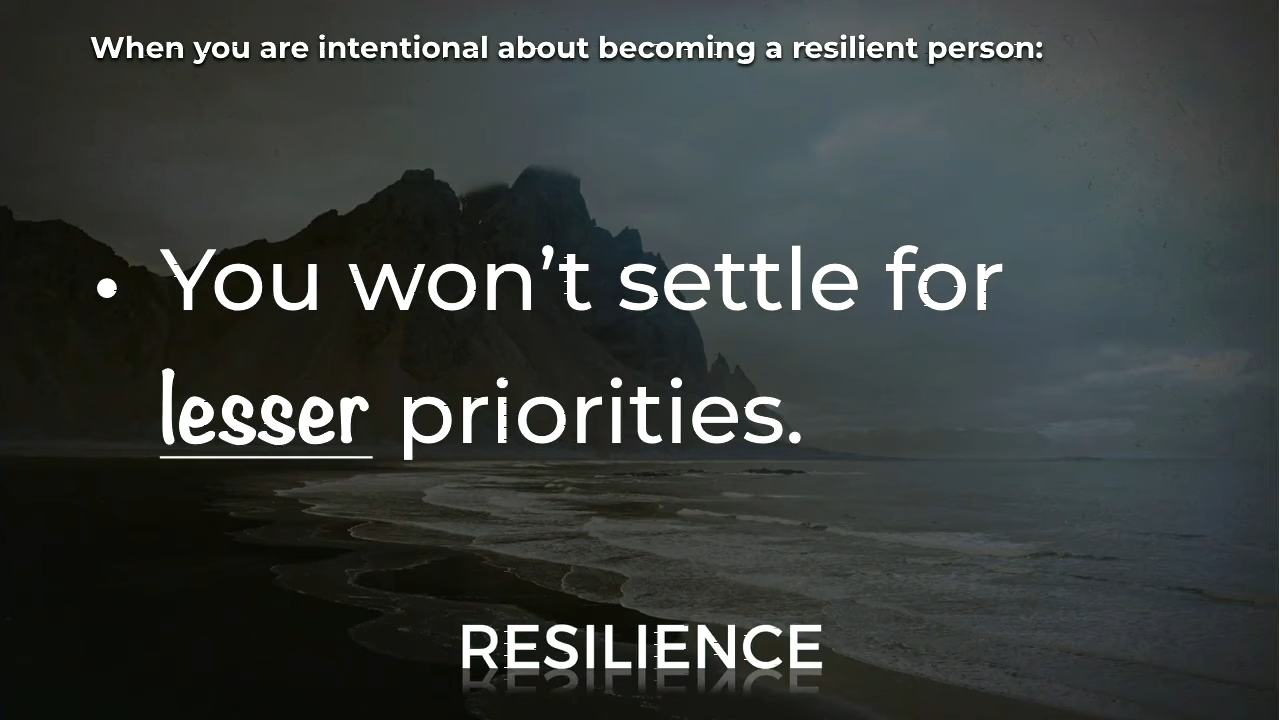 When you are intentional about becoming a resilient person:
• You won’t settle for
lesser priorities.
RESILIENCE